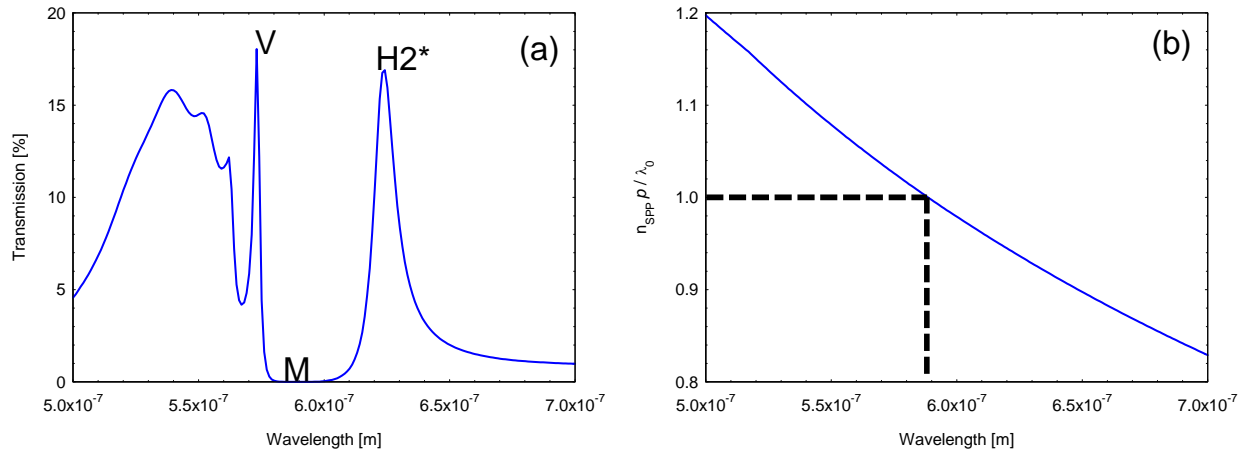 (a)
V
H2*
M
Transmission [%]
20
15
10
5
0
5.0x10⁻⁷
5.5x10⁻⁷
6.0x10⁻⁷
6.5x10⁻⁷
7.0x10⁻⁷
Wavelength [m]
(b)
n_SPP p / λ₀
1.2
1.1
1.0
0.9
0.8
5.0x10⁻⁷
5.5x10⁻⁷
6.0x10⁻⁷
6.5x10⁻⁷
7.0x10⁻⁷
Wavelength [m]